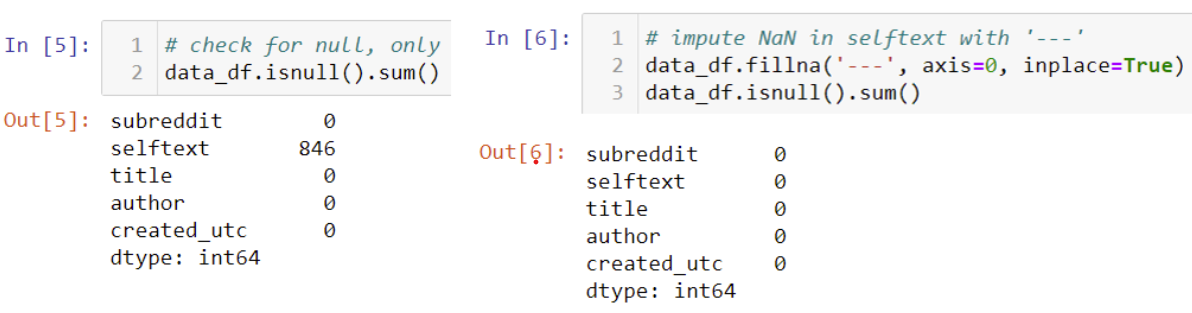 In [5]:
1 # check for null, only
2 data_df.isnull().sum()
Out[5]:
subreddit 0
selftext 846
title 0
author 0
created_utc 0
dtype: int64
In [6]:
1 # impute NaN in selftext with '---'
2 data_df.fillna('---', axis=0, inplace=True)
3 data_df.isnull().sum()
Out[6]:
subreddit 0
selftext 0
title 0
author 0
created_utc 0
dtype: int64